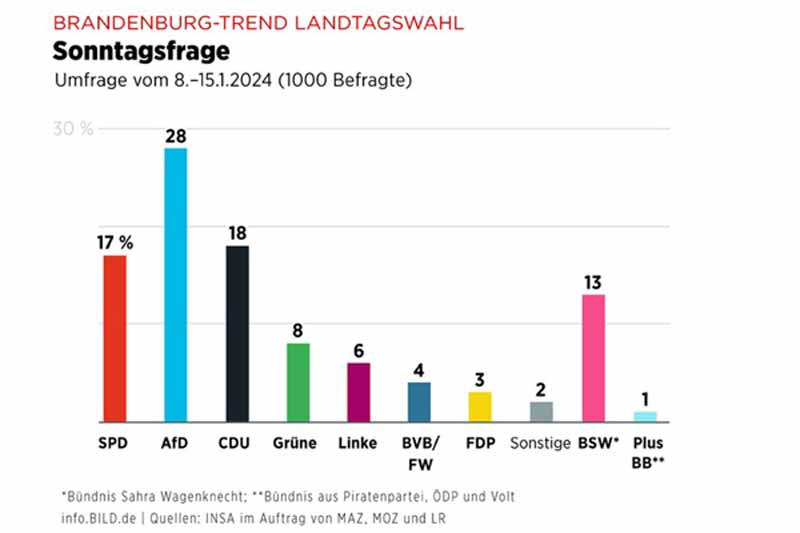 BRANDENBURG-TREND LANDTAGSWAHL
Sonntagsfrage
Umfrage vom 8.–15.1.2024 (1000 Befragte)
30 %
17 %
28
18
8
6
4
3
2
13
1
SPD
AfD
CDU
Grüne
Linke
BVB/
FW
FDP
Sonstige
BSW*
Plus
BB**
*Bündnis Sahra Wagenknecht; **Bündnis aus Piratenpartei, ÖDP und Volt
info.BILD.de | Quellen: INSA im Auftrag von MAZ, MOZ und LR